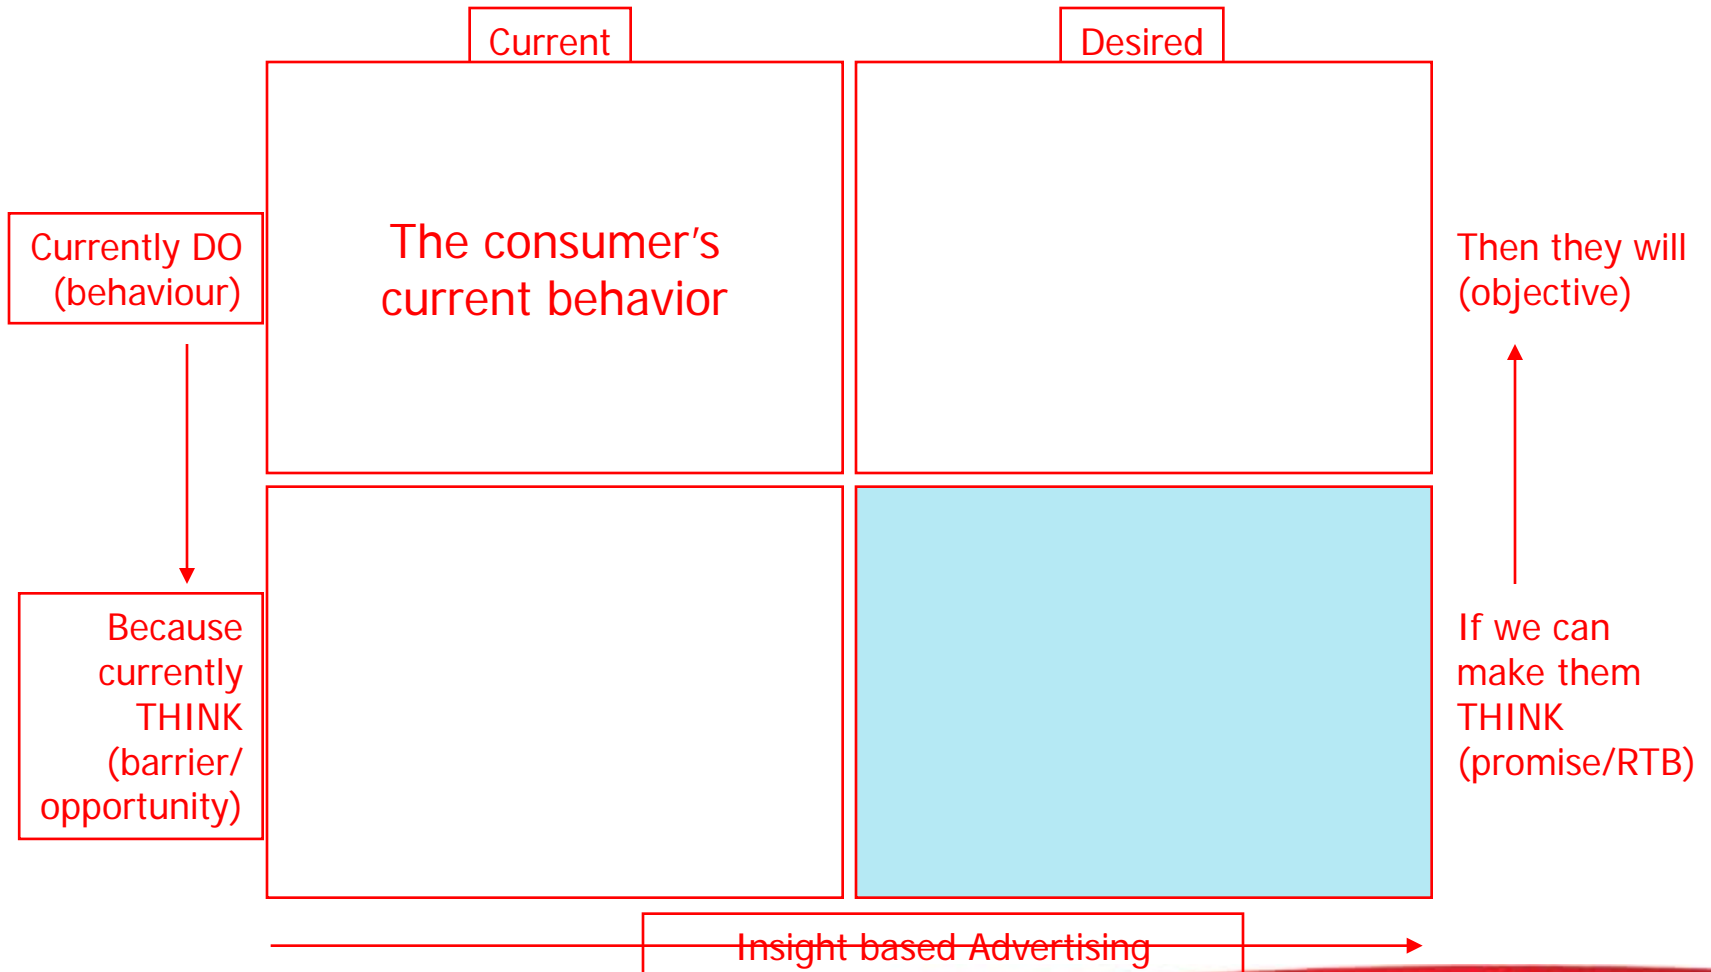 Current
Desired
Currently DO
(behaviour)
The consumer's
current behavior
Then they will
(objective)
Because
currently
THINK
(barrier/
opportunity)
If we can
make them
THINK
(promise/RTB)
Insight based Advertising